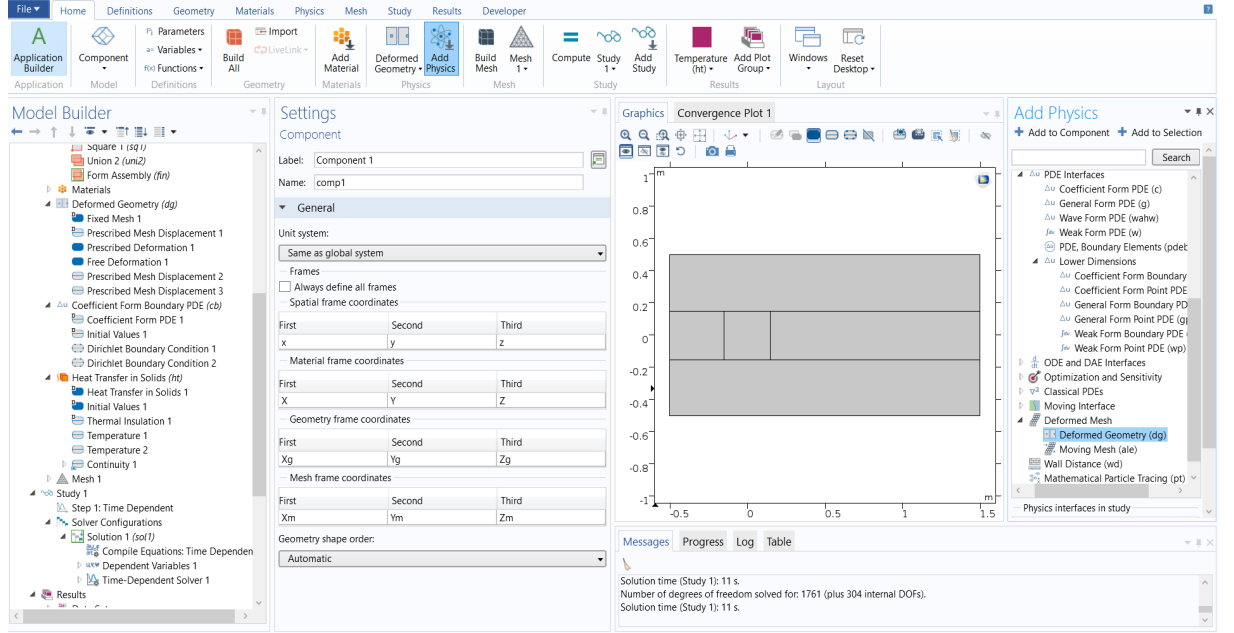 File
Home
Definitions
Geometry
Materials
Physics
Mesh
Study
Results
Developer
?
A
Application
Builder
Application
Component
Model
Pi Parameters
a= Variables
f(x) Functions
Definitions
Build
All
Import
LiveLink
Geometry
Add
Material
Materials
Deformed
Geometry
Add
Physics
Physics
Build
Mesh
Mesh
1
Mesh
Compute
Study
1
Add
Study
Study
Temperature
(ht)
Add Plot
Group
Results
Windows
Reset
Desktop
Layout
Model Builder
Square 1 (sq1)
Union 2 (uni2)
Form Assembly (fin)
Materials
Deformed Geometry (dg)
Fixed Mesh 1
Prescribed Mesh Displacement 1
Prescribed Deformation 1
Free Deformation 1
Prescribed Mesh Displacement 2
Prescribed Mesh Displacement 3
Δu Coefficient Form Boundary PDE (cb)
Coefficient Form PDE 1
Initial Values 1
Dirichlet Boundary Condition 1
Dirichlet Boundary Condition 2
Heat Transfer in Solids (ht)
Heat Transfer in Solids 1
Initial Values 1
Thermal Insulation 1
Temperature 1
Temperature 2
Continuity 1
Mesh 1
Study 1
Step 1: Time Dependent
Solver Configurations
Solution 1 (sol1)
Compile Equations: Time Dependen
Dependent Variables 1
Time-Dependent Solver 1
Results
Settings
Component
Label: Component 1
Name: comp1
General
Unit system:
Same as global system
Frames
Always define all frames
Spatial frame coordinates
First Second Third
x y z
Material frame coordinates
First Second Third
X Y Z
Geometry frame coordinates
First Second Third
Xg Yg Zg
Mesh frame coordinates
First Second Third
Xm Ym Zm
Geometry shape order:
Automatic
Graphics
Convergence Plot 1
m
1
0.8
0.6
0.4
0.2
0
-0.2
-0.4
-0.6
-0.8
-1
m
-0.5 0 0.5 1 1.5
Messages Progress Log Table
Solution time (Study 1): 11 s.
Number of degrees of freedom solved for: 1761 (plus 304 internal DOFs).
Solution time (Study 1): 11 s.
Add Physics
+ Add to Component + Add to Selection
Search
Δu PDE Interfaces
Δu Coefficient Form PDE (c)
Δu General Form PDE (g)
Δu Wave Form PDE (wahw)
Weak Form PDE (w)
PDE, Boundary Elements (pdeb
Δu Lower Dimensions
Δu Coefficient Form Boundary
Δu Coefficient Form Point PDE
Δu General Form Boundary PD
Δu General Form Point PDE (g
Weak Form Boundary PDE
Weak Form Point PDE (wp)
ODE and DAE Interfaces
Optimization and Sensitivity
∇² Classical PDEs
Moving Interface
Deformed Mesh
Deformed Geometry (dg)
Moving Mesh (ale)
Wall Distance (wd)
Mathematical Particle Tracing (pt)
Physics interfaces in study